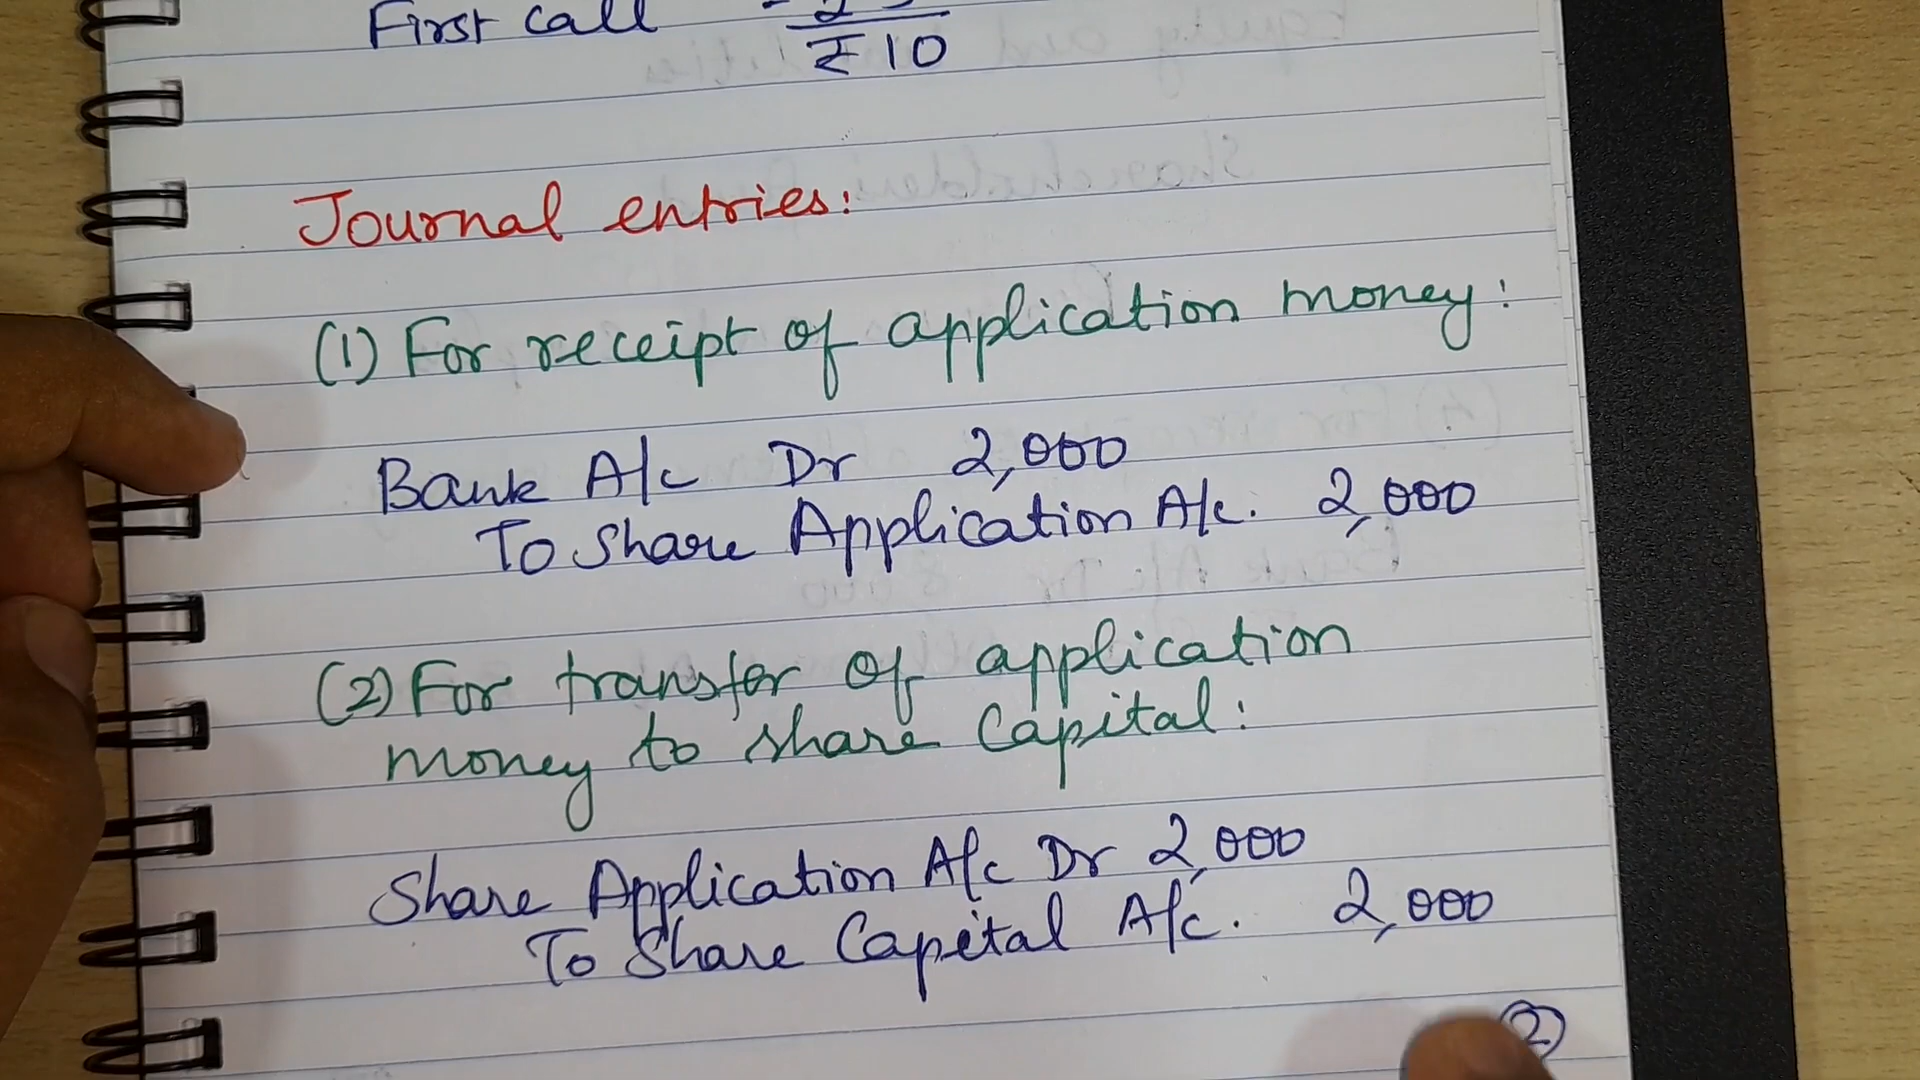 First call
₹ 10
Journal entries:
(1) For receipt of application money:
Bank A/c Dr 2,000
To Share Application A/c. 2,000
(2) For transfer of application
money to share Capital:
Share Application A/c Dr 2,000
To Share Capital A/c. 2,000
2